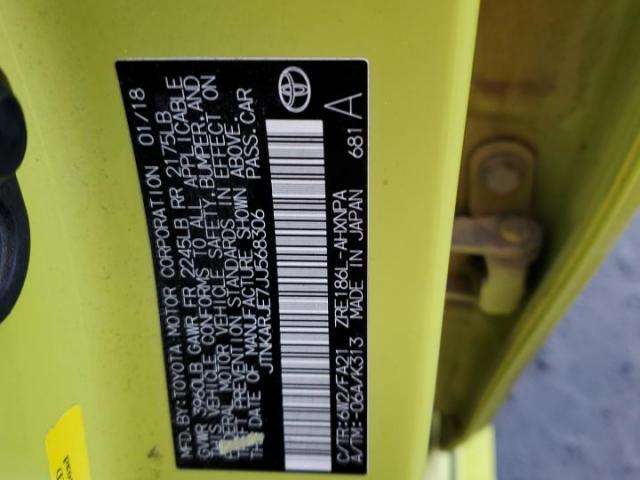 MFD.BY: TOYOTA MOTOR CORPORATION 01/18
GVWR 3960LB GAWR FR 2245LB RR 2175LB
THIS VEHICLE CONFORMS TO ALL APPLICABLE
FEDERAL MOTOR VEHICLE SAFETY, BUMPER, AND
THEFT PREVENTION STANDARDS IN EFFECT ON
THE DATE OF MANUFACTURE SHOWN ABOVE.
JTNKARJE7JJ568306 PASS.CAR
C/TR: 6W2/FA21 ZRE186L-AHXNPA
A/TM: -06A/K313 MADE IN JAPAN 681 A